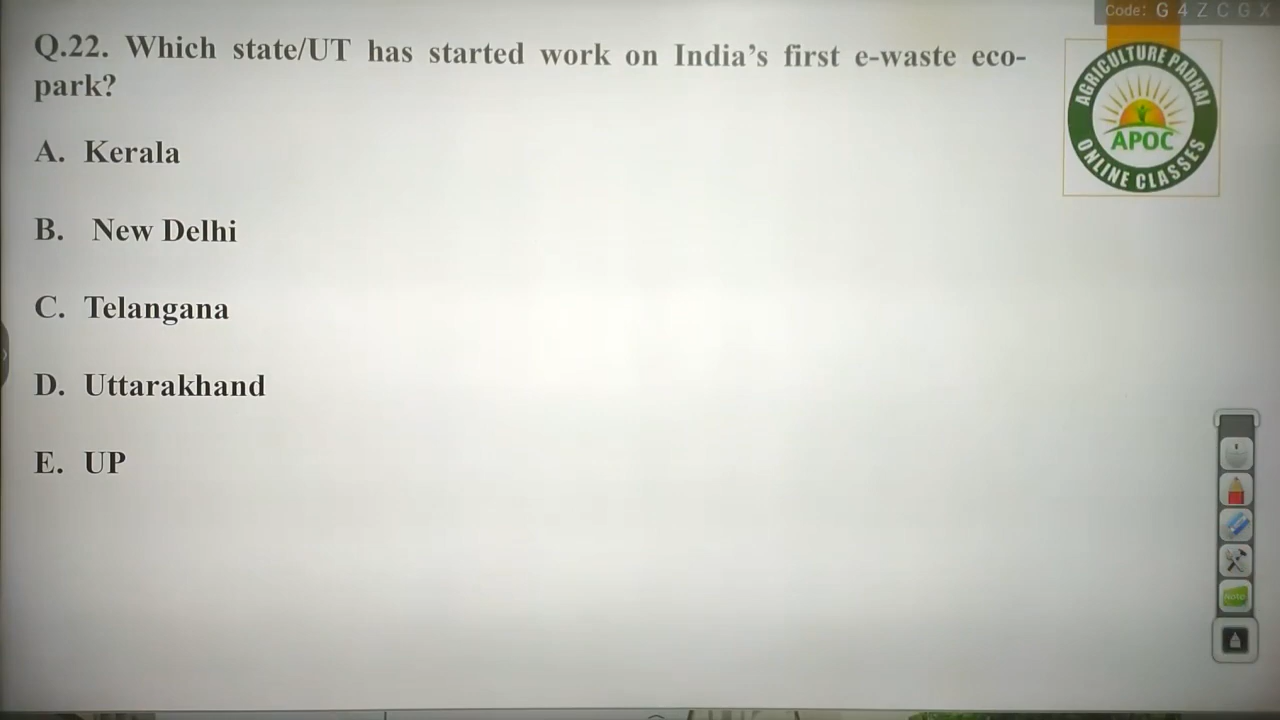 Code: G 4 Z C G X
Q.22. Which state/UT has started work on India’s first e-waste eco-
park?
A. Kerala
B. New Delhi
C. Telangana
D. Uttarakhand
E. UP
AGRICULTURE PADHAI
APOC
ONLINE CLASSES
Note